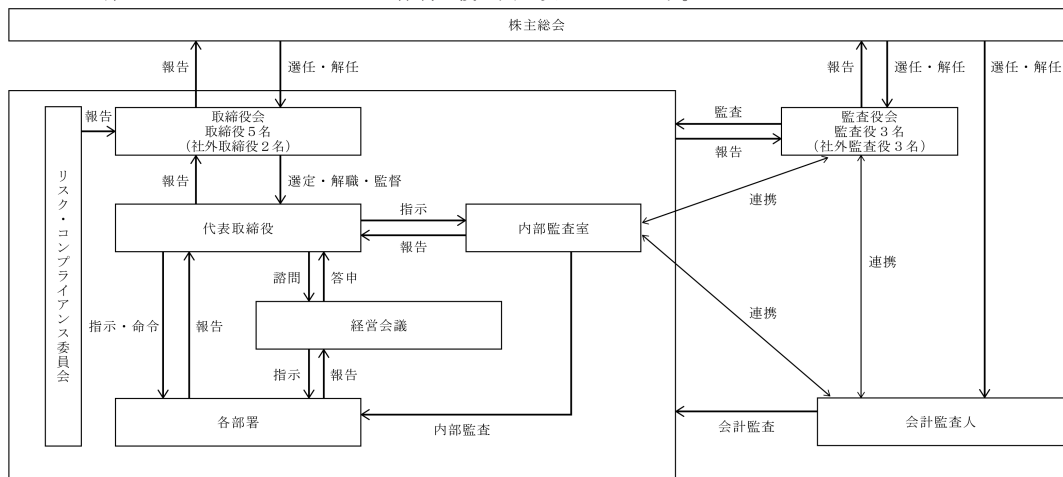 株主総会
報告
選任・解任
報告
選任・解任
選任・解任
報告
取締役会
取締役5名
（社外取締役2名）
監査
報告
監査役会
監査役3名
（社外監査役3名）
リスク・コンプライアンス委員会
報告
選定・解職・監督
代表取締役
指示
報告
内部監査室
連携
連携
連携
諮問
答申
経営会議
指示・命令
報告
指示
報告
各部署
内部監査
会計監査
会計監査人